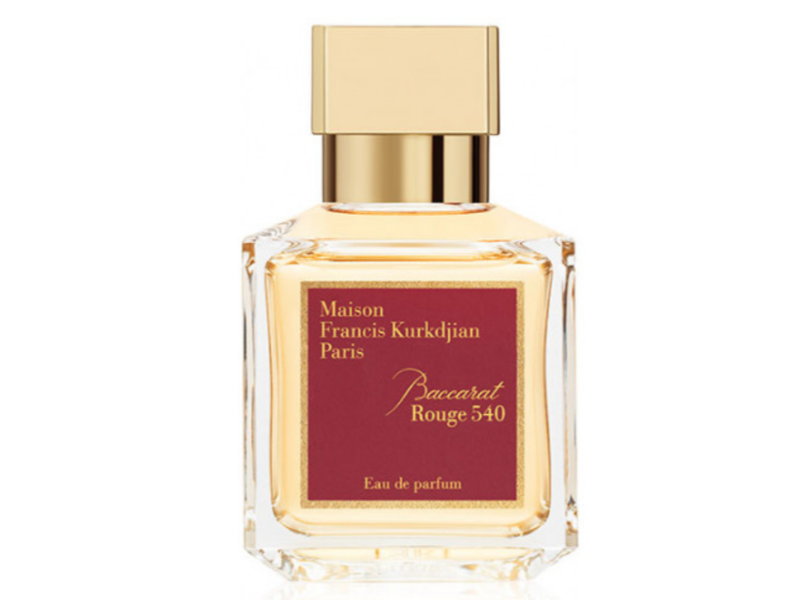 Maison
Francis Kurkdjian
Paris
Baccarat
Rouge 540
Eau de parfum